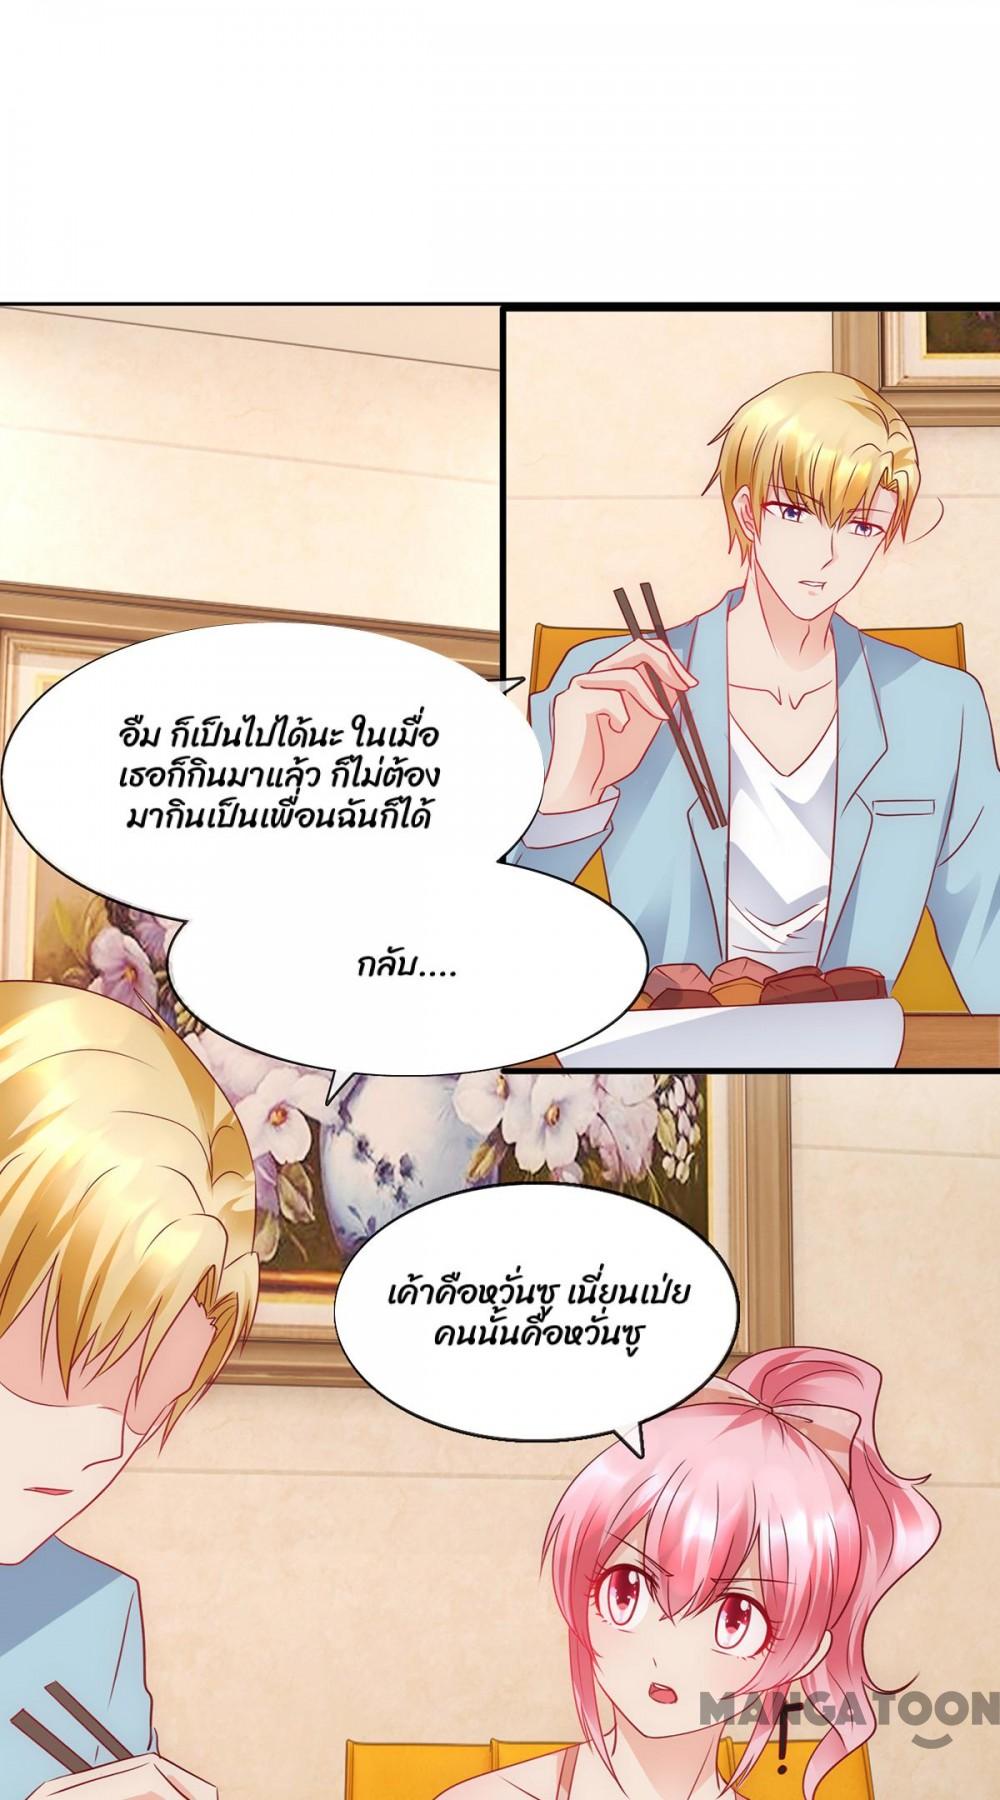 อืม ก็เป็นไปได้นะ ในเมื่อ
เธอก็กินมาแล้ว ก็ไม่ต้อง
มากินเป็นเพื่อนฉันก็ได้
กลับ....
เค้าคือหวั่นซู เนี่ยนเป่ย
คนนั้นคือหวั่นซู
!
MANGATOON